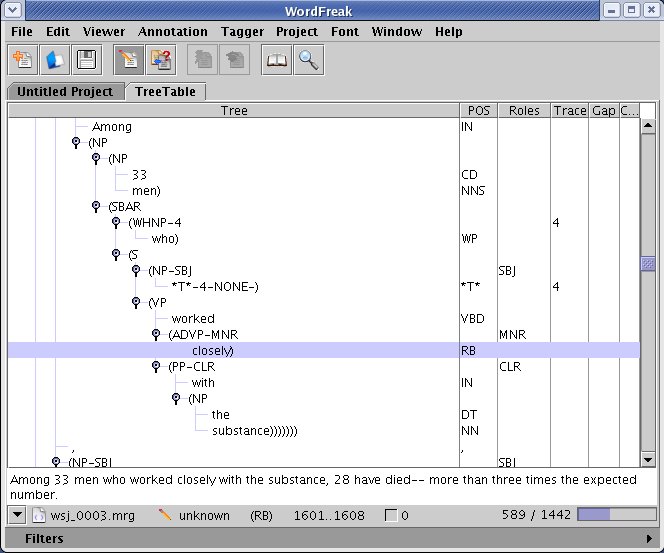 WordFreak
File Edit Viewer Annotation Tagger Project Font Window Help
Untitled Project TreeTable
Tree POS Roles Trace Gap C...
Among IN
(NP
(NP
33 CD
men) NNS
(SBAR
(WHNP-4 4
who) WP
(S
(NP-SBJ SBJ
*T*-4-NONE-) *T* 4
(VP
worked VBD
(ADVP-MNR MNR
closely) RB
(PP-CLR CLR
with IN
(NP
the DT
substance))))))) NN
, ,
(NP-SBJ SBJ
Among 33 men who worked closely with the substance, 28 have died-- more than three times the expected
number.
wsj_0003.mrg unknown (RB) 1601..1608 0 589 / 1442
Filters